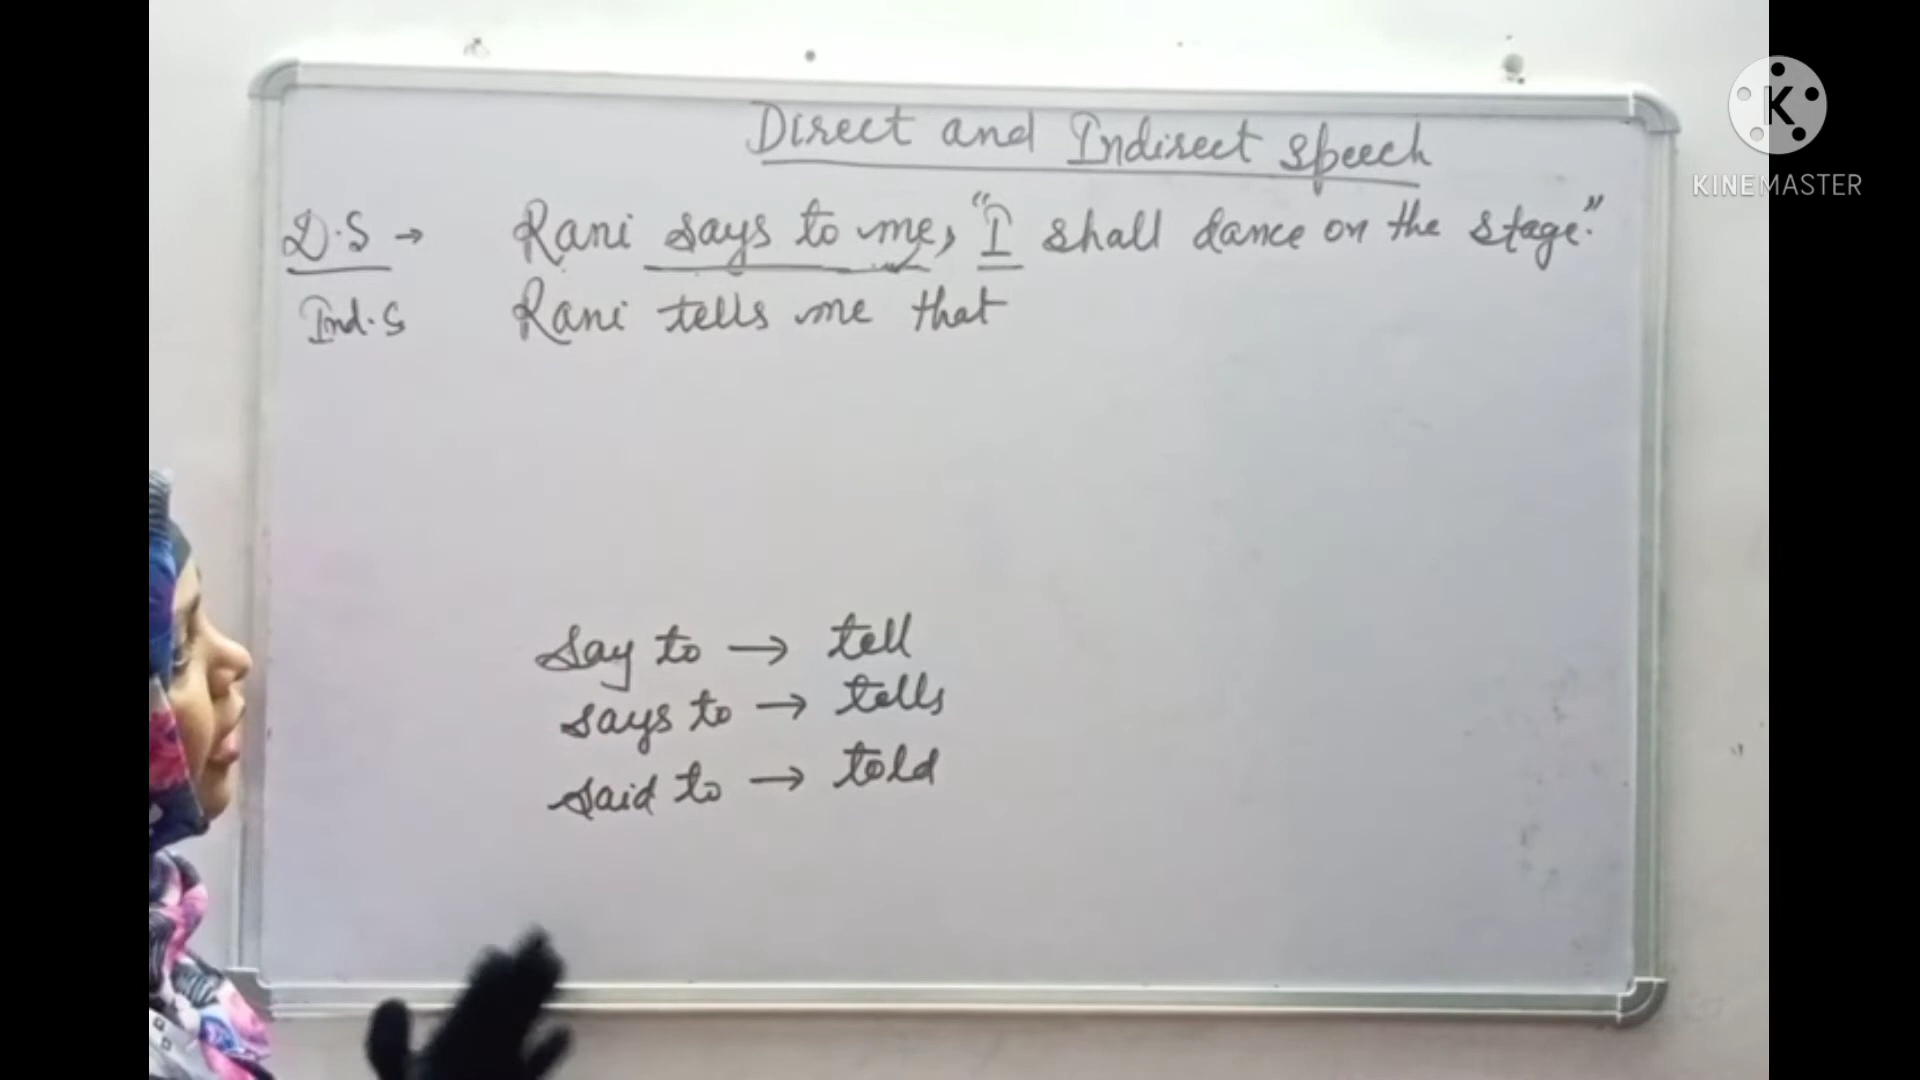 Direct and Indirect speech
D.S → Rani says to me, "I shall dance on the stage."
Ind.S Rani tells me that
say to → tell
says to → tells
said to → told
K
KINEMASTER